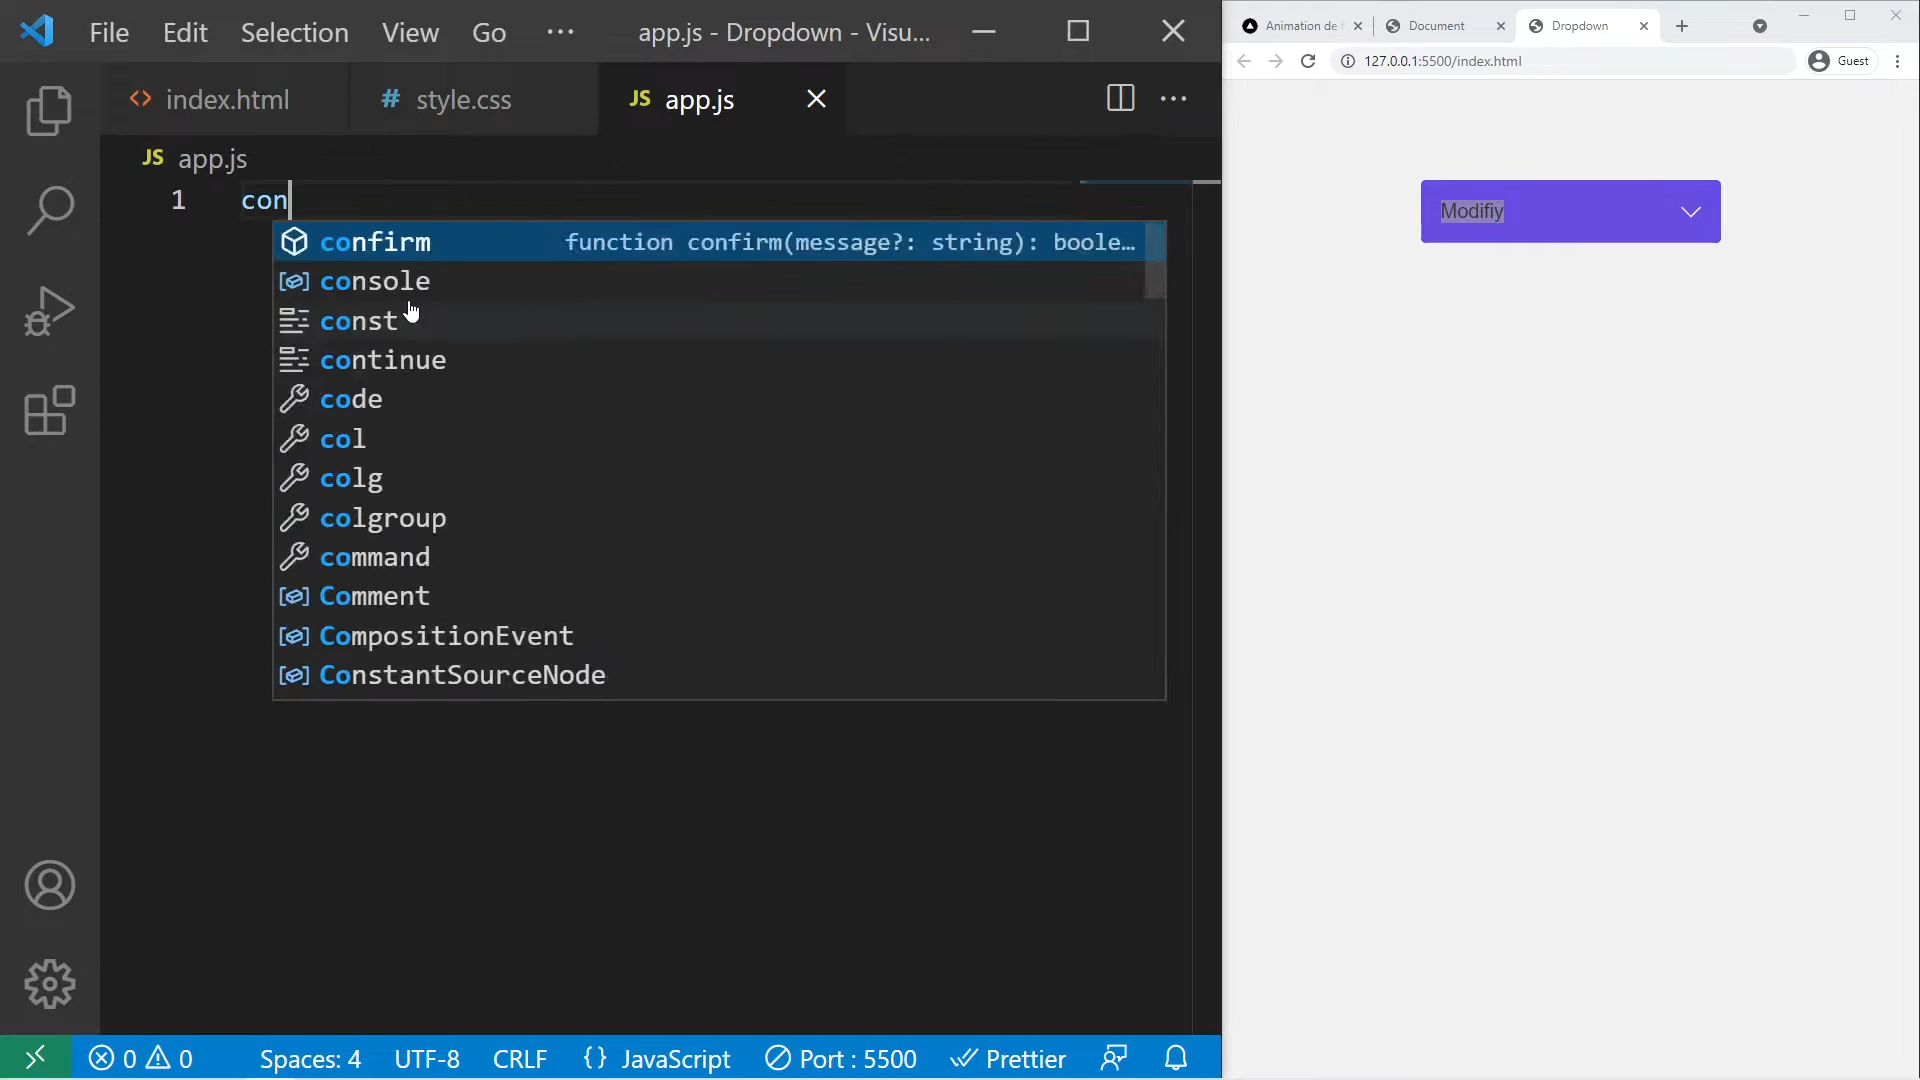 File Edit Selection View Go ··· app.js - Dropdown - Visu...
index.html # style.css JS app.js
JS app.js
1 con
confirm function confirm(message?: string): boole…
console
const
continue
code
col
colg
colgroup
command
Comment
CompositionEvent
ConstantSourceNode
0 0 Spaces: 4 UTF-8 CRLF {} JavaScript Port : 5500 Prettier
Animation de Document Dropdown
127.0.0.1:5500/index.html Guest
Modifiy